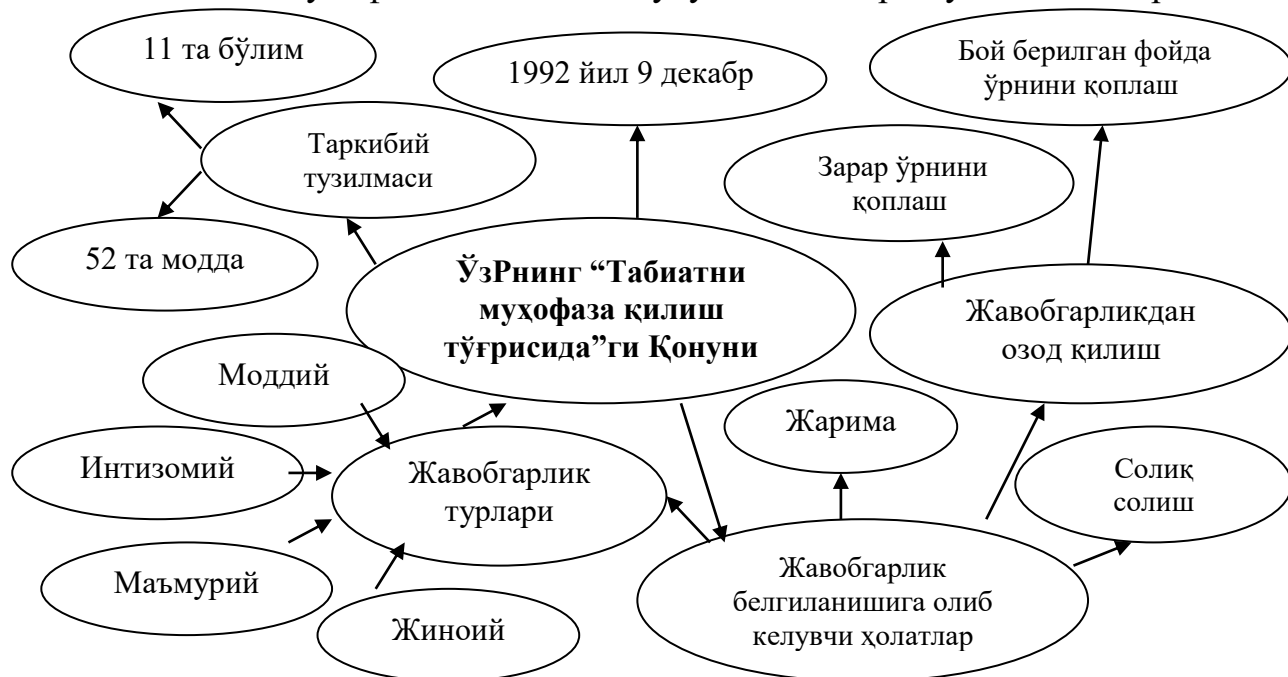 11 та бўлим
1992 йил 9 декабр
Бой берилган фойда
ўрнини қоплаш
Таркибий
тузилмаси
Зарар ўрнини
қоплаш
52 та модда
ЎзРнинг “Табиатни
муҳофаза қилиш
тўғрисида”ги Қонуни
Жавобгарликдан
озод қилиш
Моддий
Жарима
Интизомий
Жавобгарлик
турлари
Солиқ
солиш
Маъмурий
Жиноий
Жавобгарлик
белгиланишига олиб
келувчи ҳолатлар